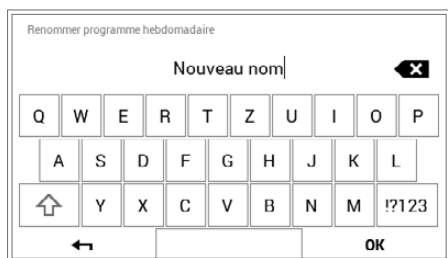 Renommer programme hebdomadaire
Nouveau nom
Q W E R T Z U I O P
A S D F G H J K L
Y X C V B N M !?123
OK